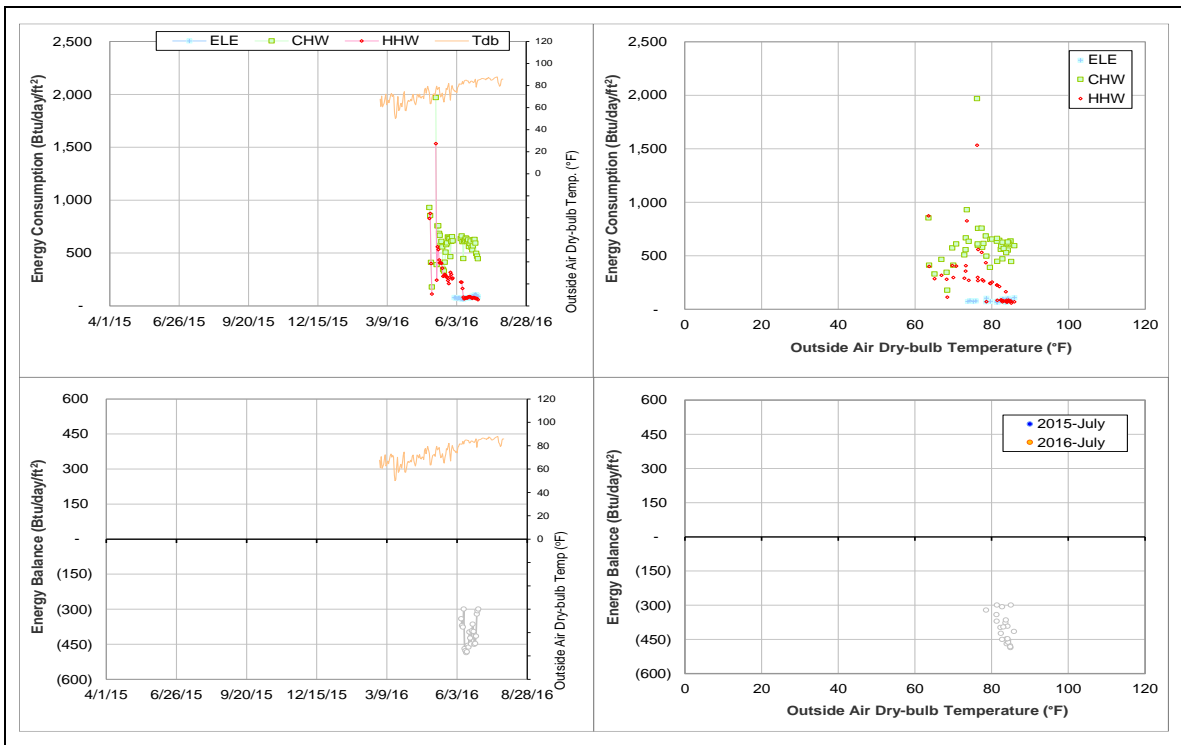 ELE CHW HHW Tdb
Energy Consumption (Btu/day/ft²)
2,500
2,000
1,500
1,000
500
-
120
100
80
60
40
20
0
Outside Air Dry-bulb Temp. (°F)
4/1/15 6/26/15 9/20/15 12/15/15 3/9/16 6/3/16 8/28/16
ELE
CHW
HHW
Energy Consumption (Btu/day/ft²)
2,500
2,000
1,500
1,000
500
-
0 20 40 60 80 100 120
Outside Air Dry-bulb Temperature (°F)
Energy Balance (Btu/day/ft²)
600
450
300
150
-
(150)
(300)
(450)
(600)
120
100
80
60
40
20
0
Outside Air Dry-bulb Temp (°F)
4/1/15 6/26/15 9/20/15 12/15/15 3/9/16 6/3/16 8/28/16
2015-July
2016-July
Energy Balance (Btu/day/ft²)
600
450
300
150
-
(150)
(300)
(450)
(600)
0 20 40 60 80 100 120
Outside Air Dry-bulb Temperature (°F)